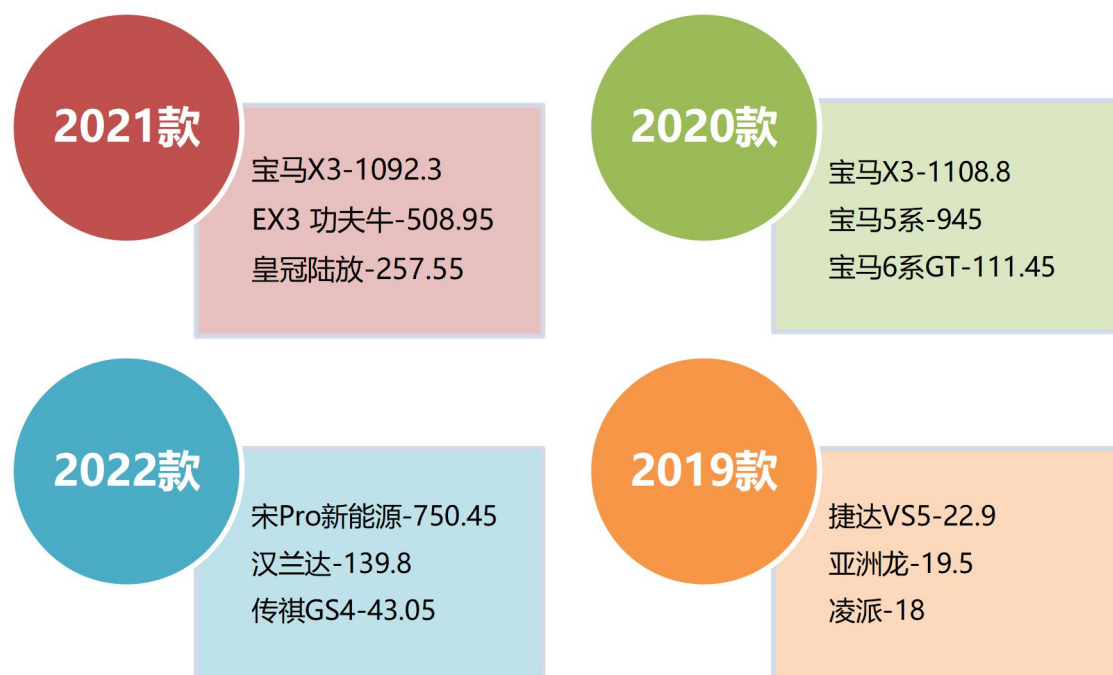 2021款
宝马X3-1092.3
EX3 功夫牛-508.95
皇冠陆放-257.55
2020款
宝马X3-1108.8
宝马5系-945
宝马6系GT-111.45
2022款
宋Pro新能源-750.45
汉兰达-139.8
传祺GS4-43.05
2019款
捷达VS5-22.9
亚洲龙-19.5
凌派-18